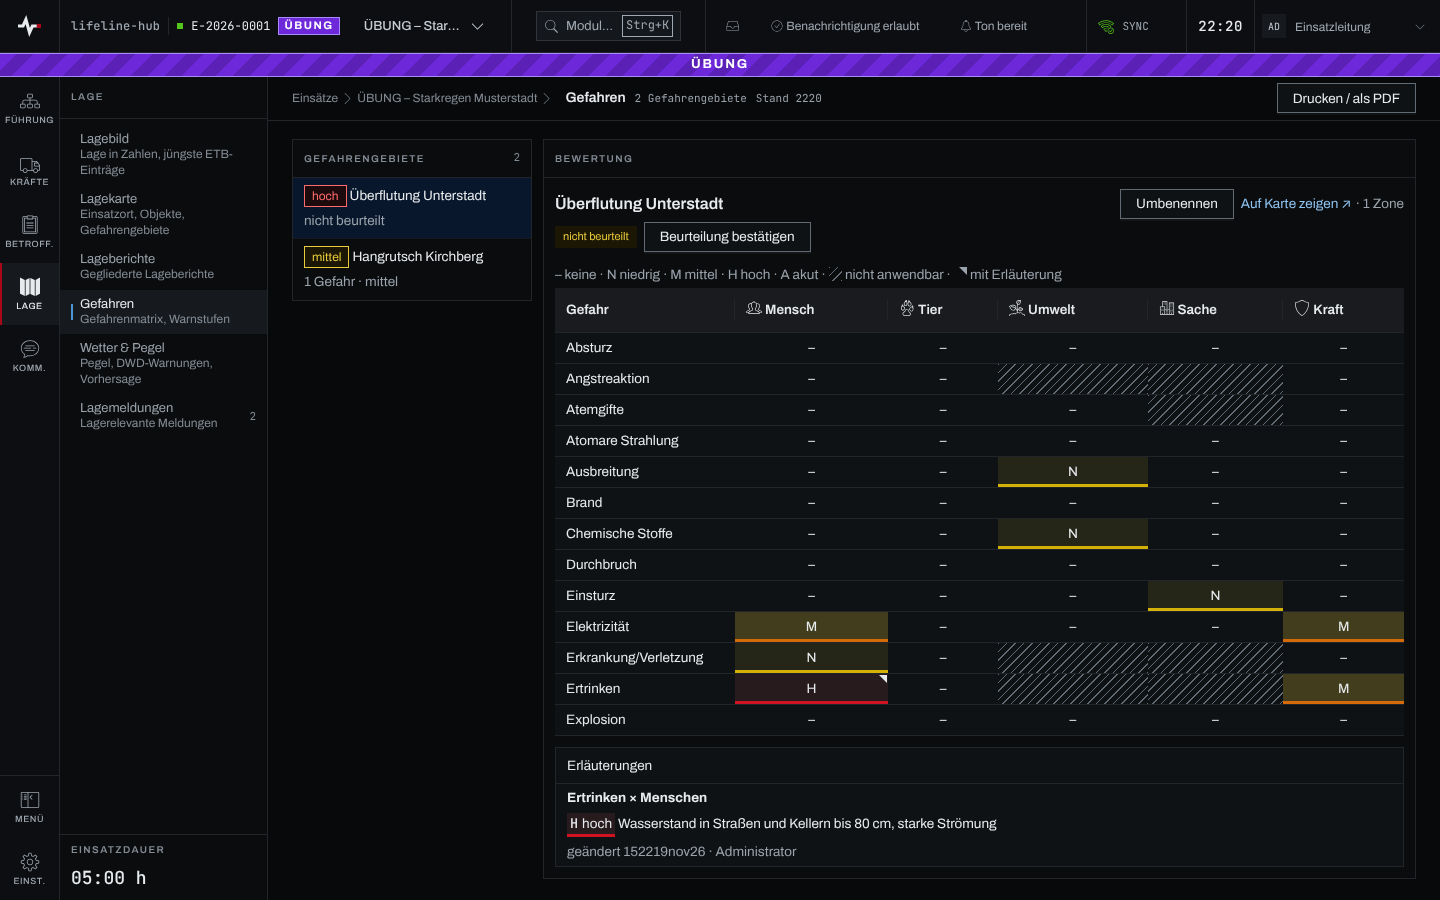 lifeline-hub E-2026-0001 ÜBUNG ÜBUNG – Star... Modul... Strg+K Benachrichtigung erlaubt Ton bereit SYNC 22:20 AD Einsatzleitung
ÜBUNG
FÜHRUNG
KRÄFTE
BETROFF.
LAGE
KOMM.
MENÜ
EINST.
LAGE
Lagebild
Lage in Zahlen, jüngste ETB-
Einträge
Lagekarte
Einsatzort, Objekte,
Gefahrengebiete
Lageberichte
Gegliederte Lageberichte
Gefahren
Gefahrenmatrix, Warnstufen
Wetter & Pegel
Pegel, DWD-Warnungen,
Vorhersage
Lagemeldungen
Lagerelevante Meldungen 2
EINSATZDAUER
05:00 h
Einsätze ÜBUNG – Starkregen Musterstadt Gefahren 2 Gefahrengebiete Stand 2220 Drucken / als PDF
GEFAHRENGEBIETE 2
hoch Überflutung Unterstadt
nicht beurteilt
mittel Hangrutsch Kirchberg
1 Gefahr · mittel
BEWERTUNG
Überflutung Unterstadt Umbenennen Auf Karte zeigen ↗ · 1 Zone
nicht beurteilt Beurteilung bestätigen
– keine · N niedrig · M mittel · H hoch · A akut · nicht anwendbar · mit Erläuterung
Gefahr Mensch Tier Umwelt Sache Kraft
Absturz – – – – –
Angstreaktion – – –
Atemgifte – – – –
Atomare Strahlung – – – – –
Ausbreitung – – N – –
Brand – – – – –
Chemische Stoffe – – N – –
Durchbruch – – – – –
Einsturz – – – N –
Elektrizität M – – – M
Erkrankung/Verletzung N – –
Ertrinken H – M
Explosion – – – – –
Erläuterungen
Ertrinken × Menschen
H hoch Wasserstand in Straßen und Kellern bis 80 cm, starke Strömung
geändert 152219nov26 · Administrator